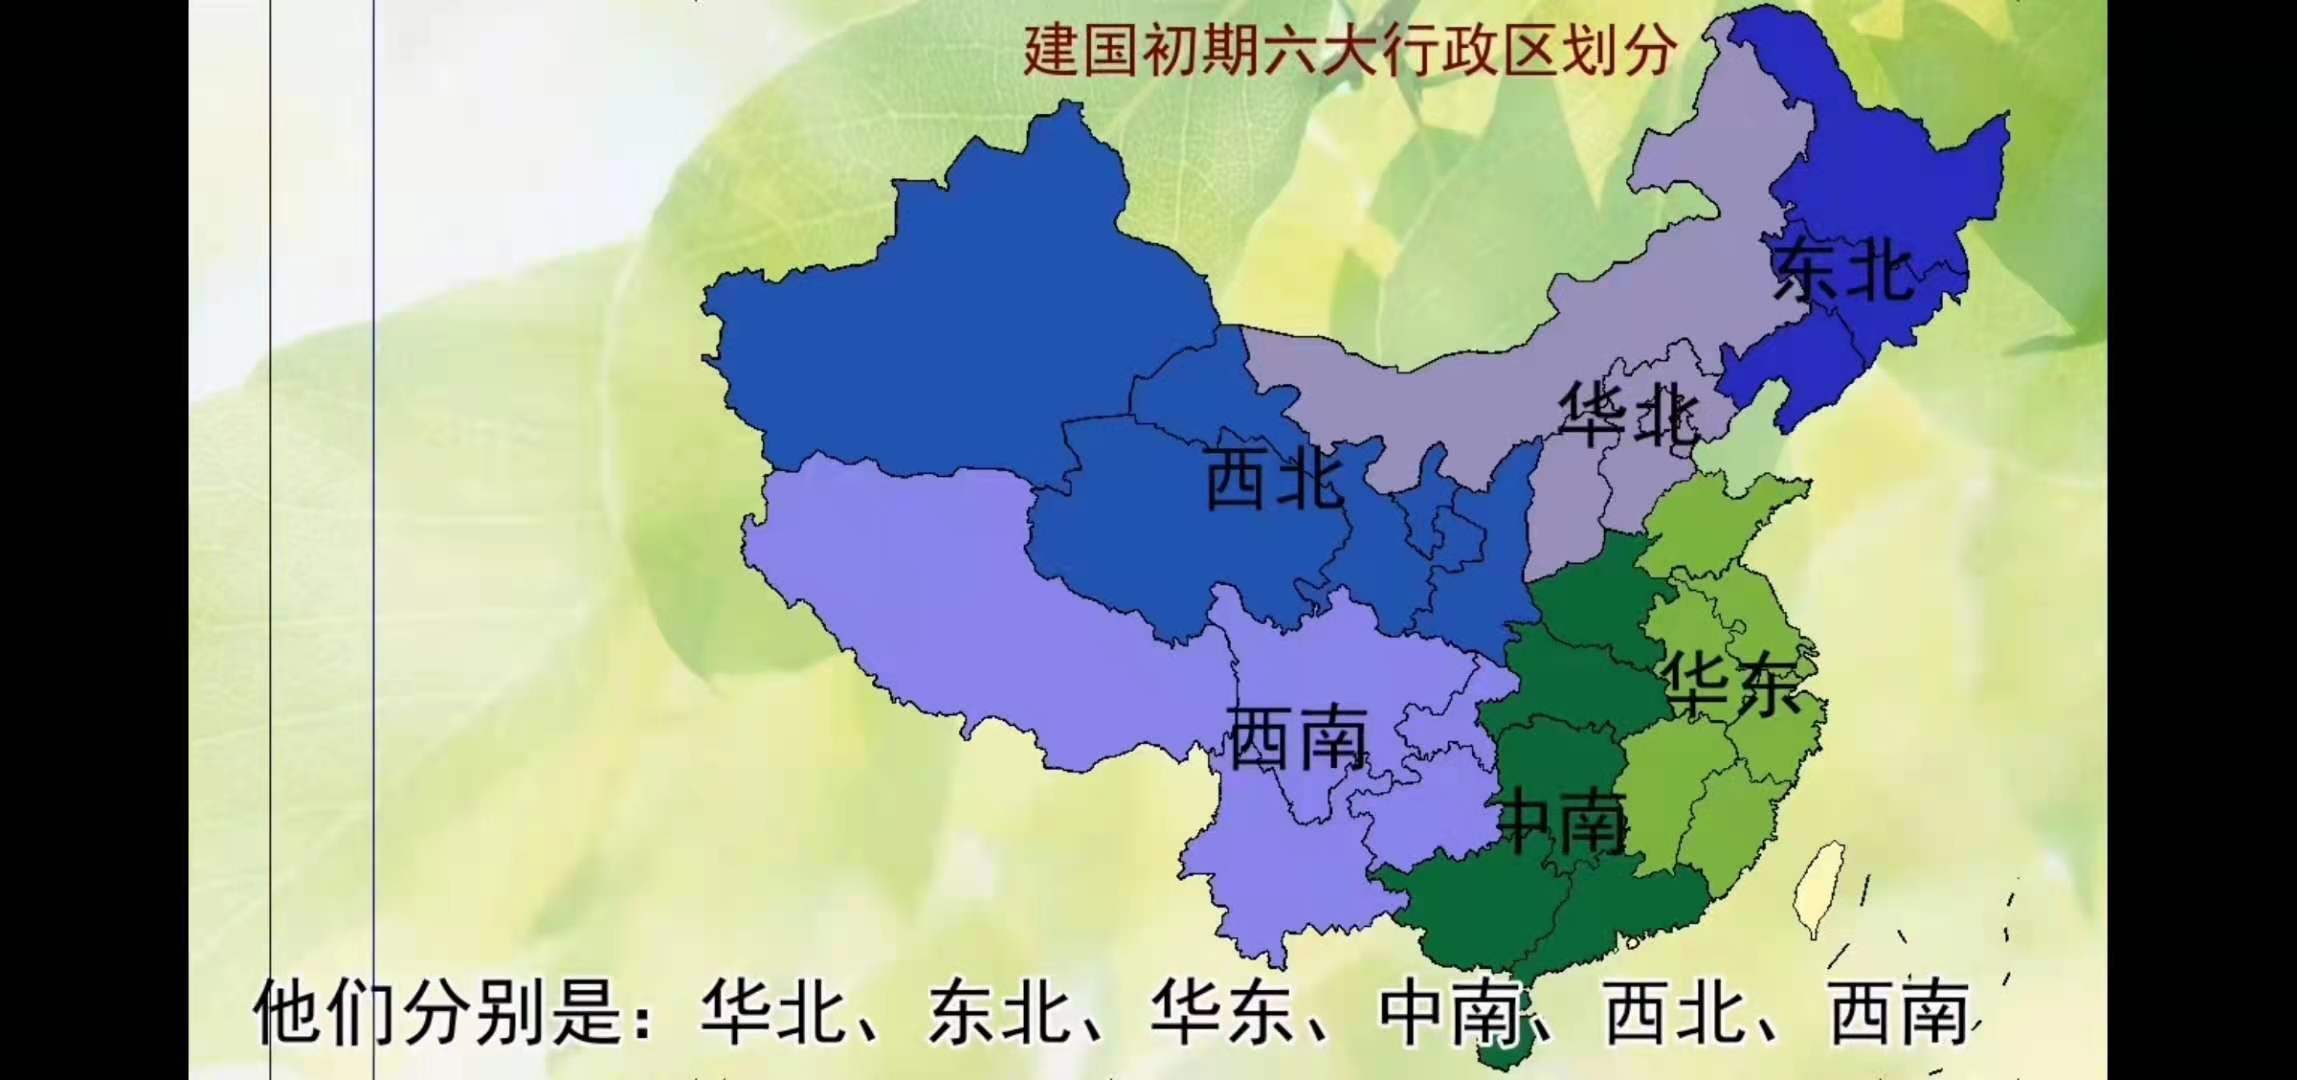 建国初期六大行政区划分
东北
华北
西北
华东
西南
中南
他们分别是：华北、东北、华东、中南、西北、西南